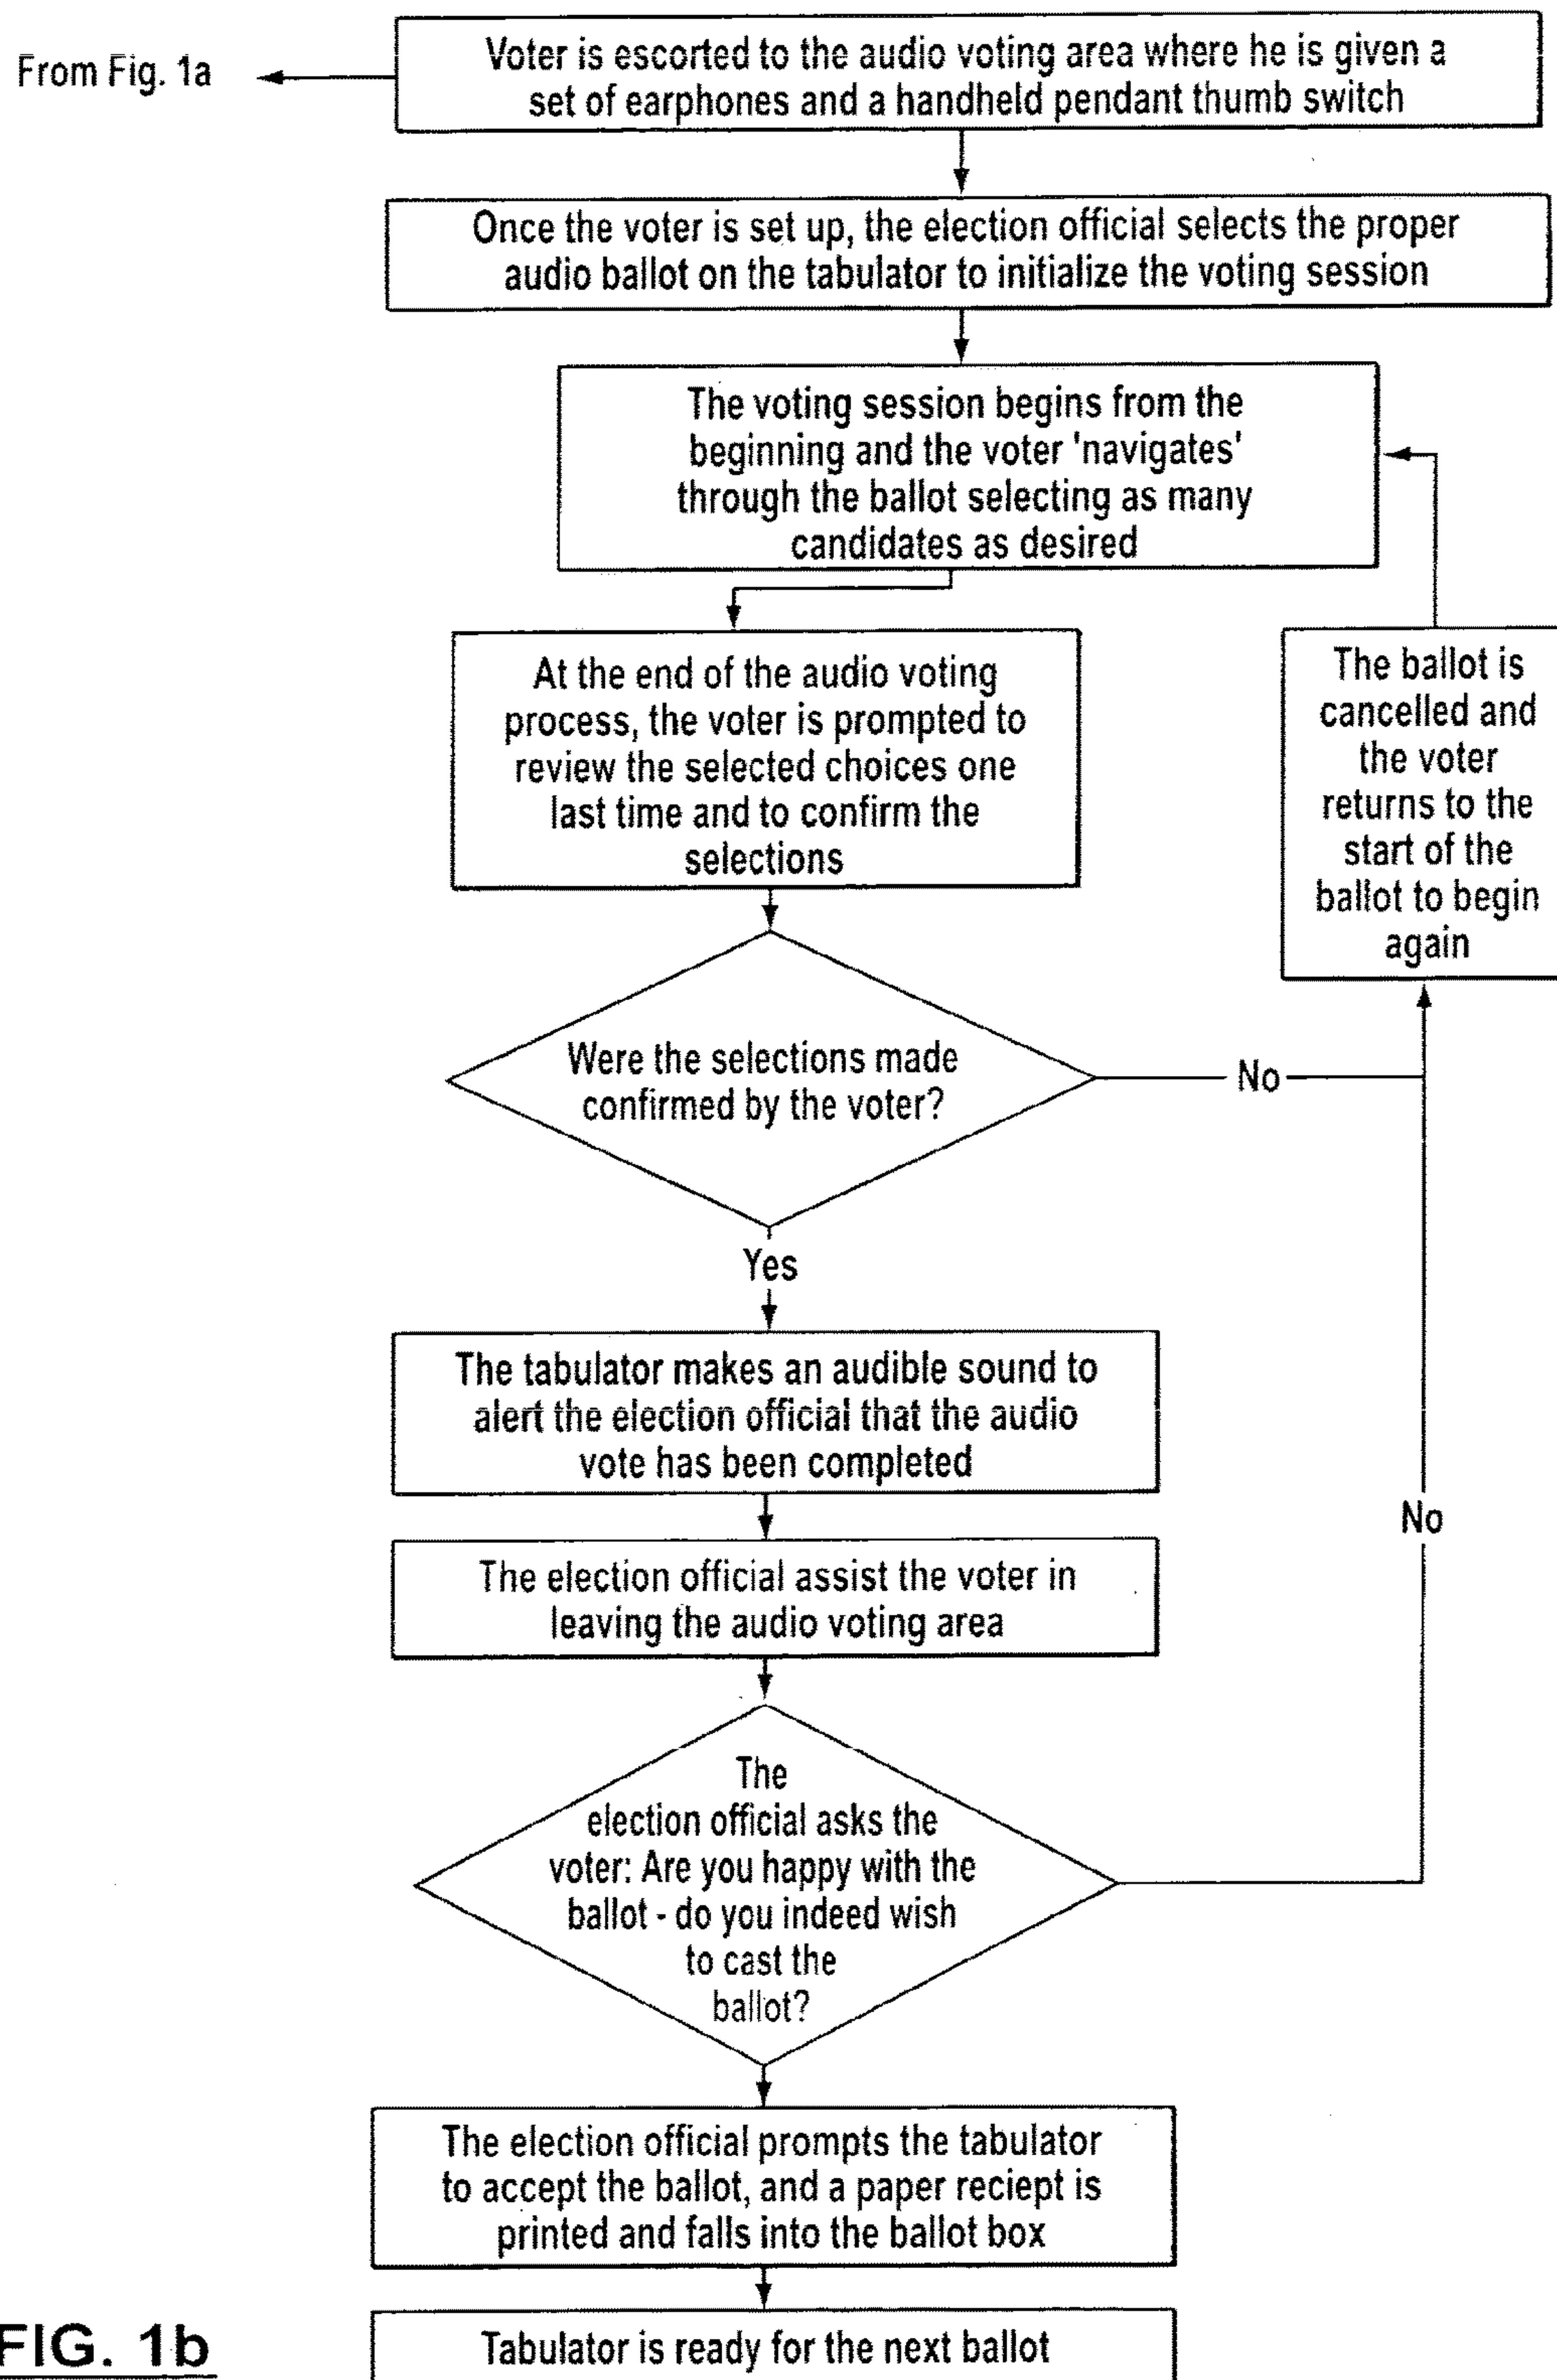 From Fig. 1a
Voter is escorted to the audio voting area where he is given a
set of earphones and a handheld pendant thumb switch
Once the voter is set up, the election official selects the proper
audio ballot on the tabulator to initialize the voting session
The voting session begins from the
beginning and the voter 'navigates'
through the ballot selecting as many
candidates as desired
At the end of the audio voting
process, the voter is prompted to
review the selected choices one
last time and to confirm the
selections
The ballot is
cancelled and
the voter
returns to the
start of the
ballot to begin
again
Were the selections made
confirmed by the voter?
No
Yes
The tabulator makes an audible sound to
alert the election official that the audio
vote has been completed
No
The election official assist the voter in
leaving the audio voting area
The
election official asks the
voter: Are you happy with the
ballot - do you indeed wish
to cast the
ballot?
The election official prompts the tabulator
to accept the ballot, and a paper reciept is
printed and falls into the ballot box
Tabulator is ready for the next ballot
FIG. 1b